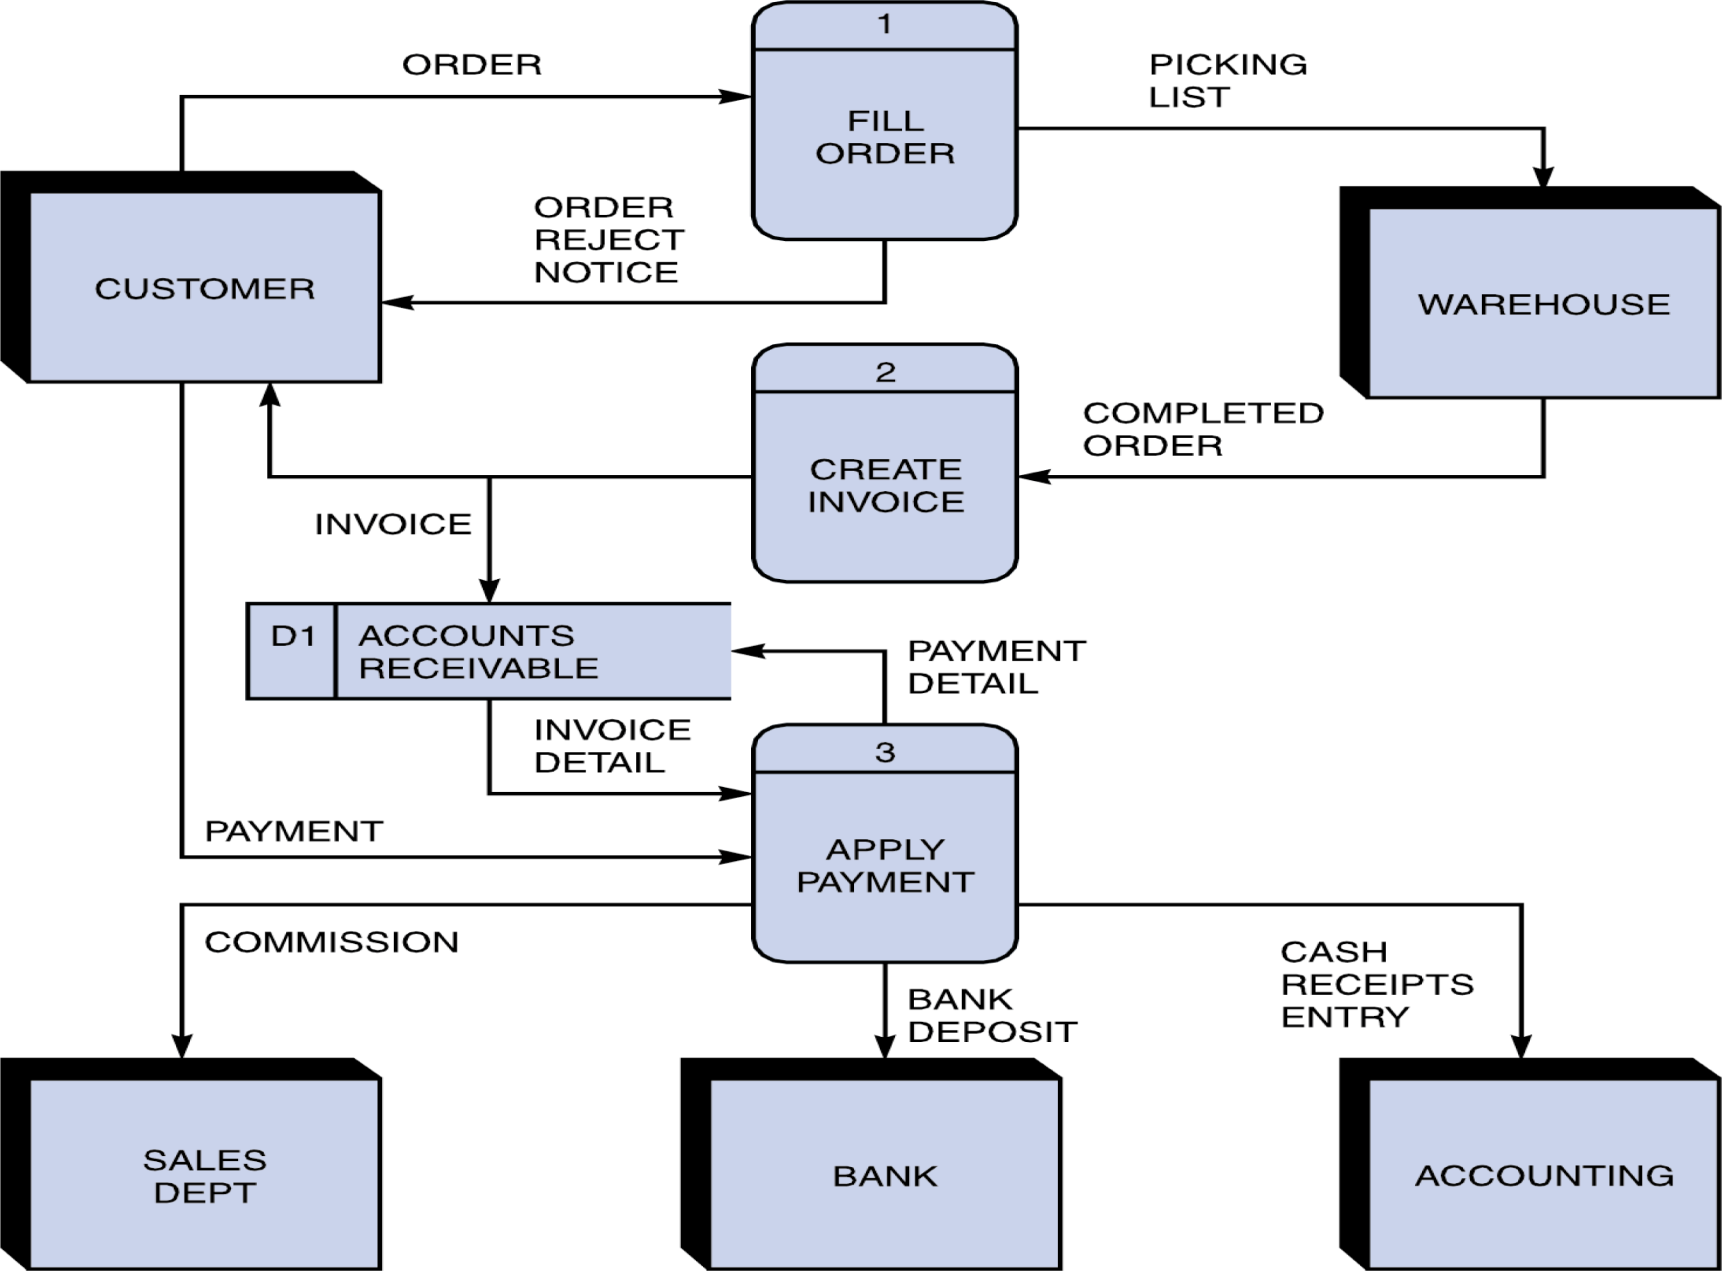 1
ORDER
PICKING
LIST
FILL
ORDER
ORDER
REJECT
NOTICE
CUSTOMER
WAREHOUSE
2
COMPLETED
ORDER
CREATE
INVOICE
INVOICE
D1
ACCOUNTS
RECEIVABLE
PAYMENT
DETAIL
INVOICE
DETAIL
3
PAYMENT
APPLY
PAYMENT
COMMISSION
CASH
RECEIPTS
ENTRY
BANK
DEPOSIT
SALES
DEPT
BANK
ACCOUNTING